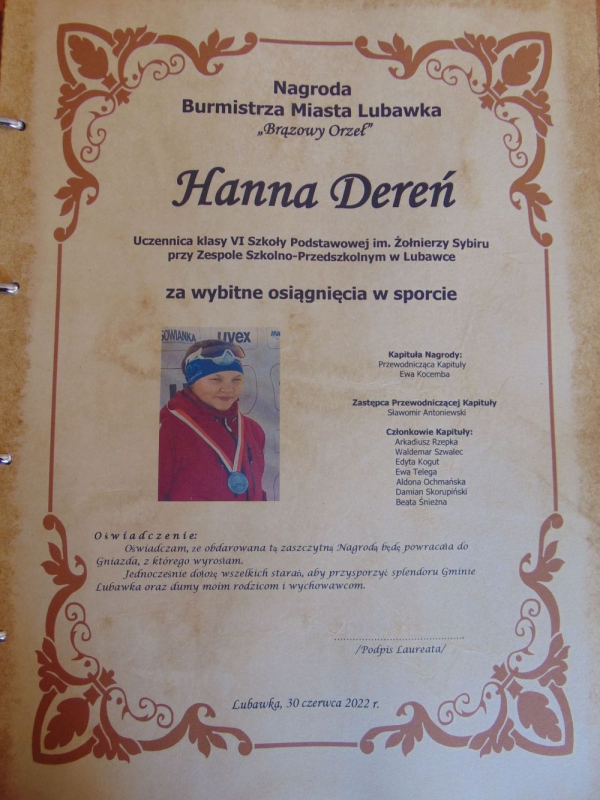 Nagroda
Burmistrza Miasta Lubawka
„Brązowy Orzeł”
Hanna Dereń
Uczennica klasy VI Szkoły Podstawowej im. Żołnierzy Sybiru
przy Zespole Szkolno-Przedszkolnym w Lubawce
za wybitne osiągnięcia w sporcie
uvex
Kapituła Nagrody:
Przewodnicząca Kapituły
Ewa Kocemba
Zastępca Przewodniczącej Kapituły
Sławomir Antoniewski
Członkowie Kapituły:
Arkadiusz Rzepka
Waldemar Szwalec
Edyta Kogut
Ewa Telega
Aldona Ochmańska
Damian Skorupiński
Beata Śnieżna
Oświadczenie:
Oświadczam, że obdarowana tą zaszczytną Nagrodą będę powracała do
Gniazda, z którego wyrosłam.
Jednocześnie dołożę wszelkich starań, aby przysporzyć splendoru Gminie
Lubawka oraz dumy moim rodzicom i wychowawcom.
/Podpis Laureata/
Lubawka, 30 czerwca 2022 r.